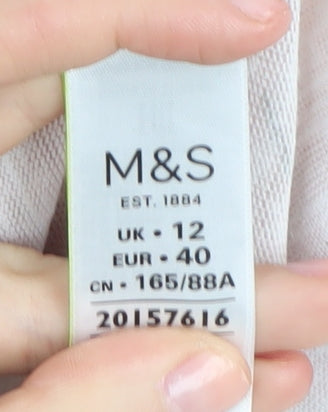 M&S
EST. 1884
UK • 12
EUR • 40
CN • 165/88A
20157616